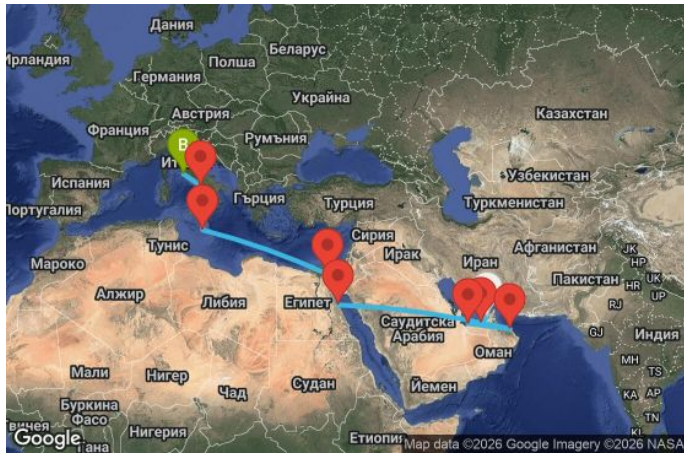 Дания
Ирландия
Полша
Беларус
Германия
Украйна
Австрия
Казахстан
Франция
Румъния
B
Ит
Узбекистан
Испания
Гърция
Турция
Туркменистан
Португалия
Сирия
Тунис
Афганистан
Ирак
Иран
JK
HP
Мароко
Пакистан
UK
HR
Алжир
Либия
Египет
UP
RJ
Саудитска
Арабия
GJ
Индия
Оман
MH
Мали
Нигер
Чад
Судан
Йемен
TS
KA
AP
Буркина
Фасо
TN
Нигерия
Гана
Етиопия
Google
Map data ©2026 Google Imagery ©2026 NASA